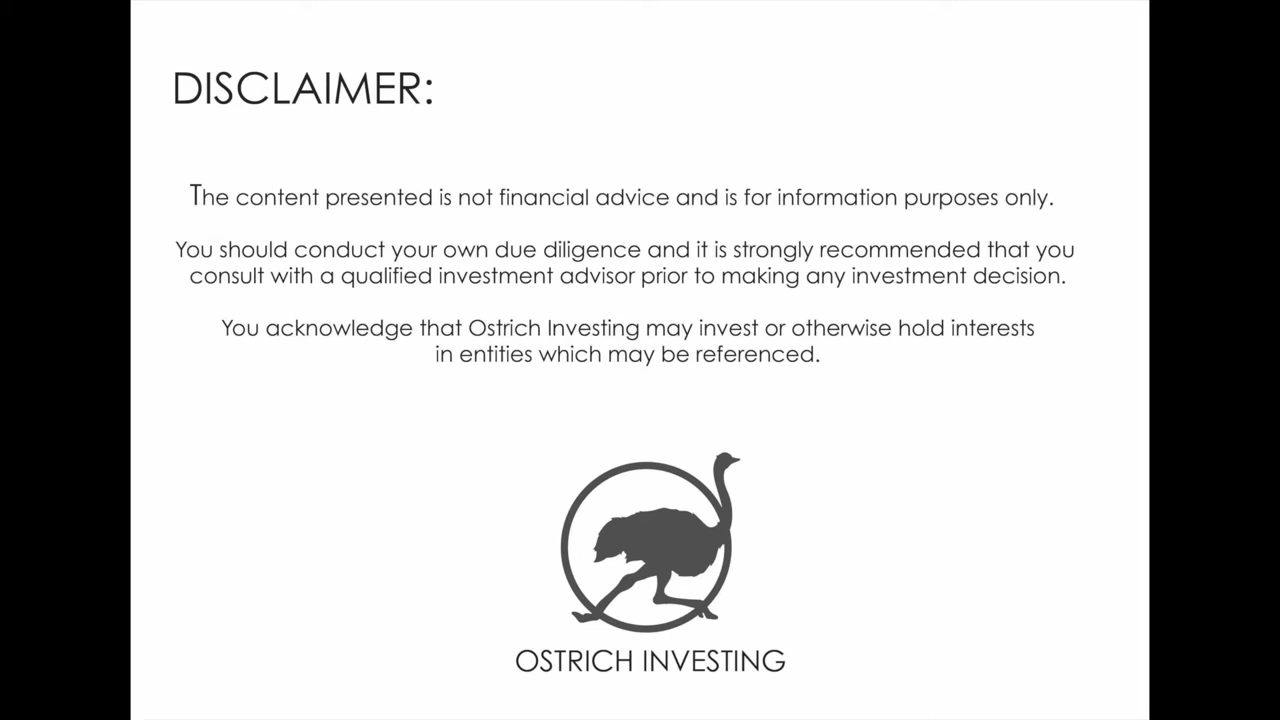 DISCLAIMER:
The content presented is not financial advice and is for information purposes only.
You should conduct your own due diligence and it is strongly recommended that you
consult with a qualified investment advisor prior to making any investment decision.
You acknowledge that Ostrich Investing may invest or otherwise hold interests
in entities which may be referenced.
OSTRICH INVESTING